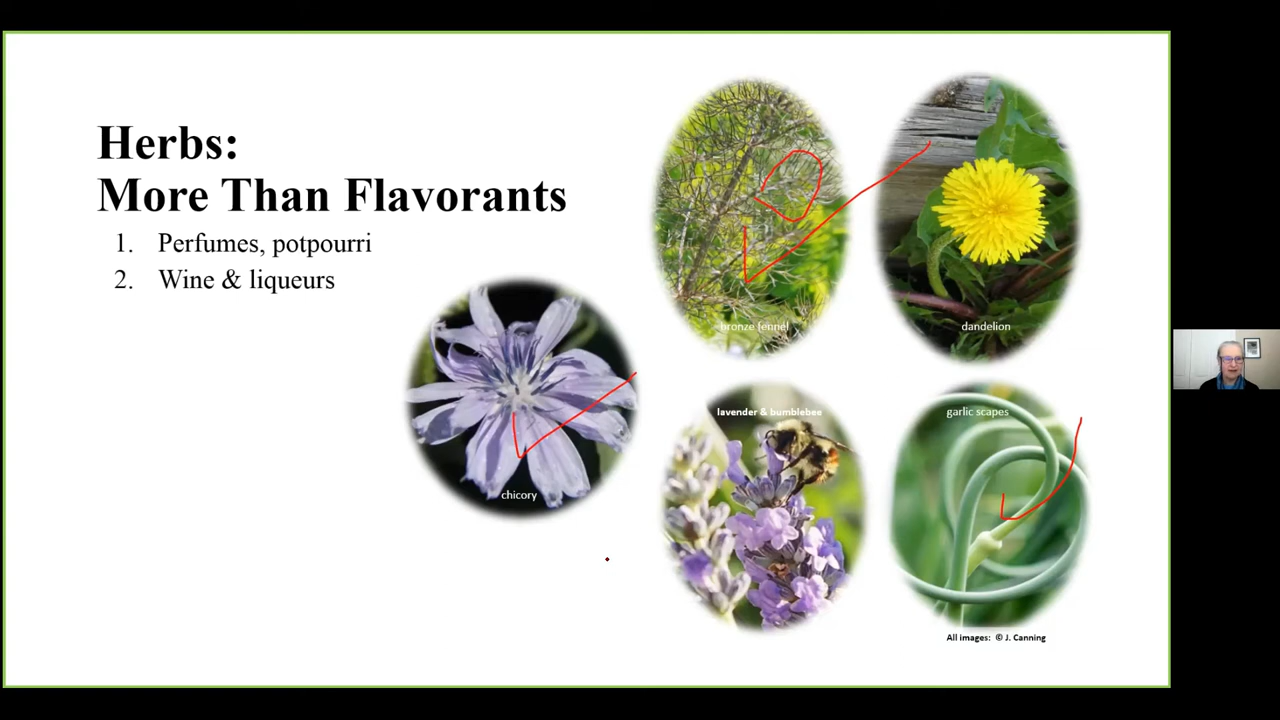 Herbs:
More Than Flavorants
1. Perfumes, potpourri
2. Wine & liqueurs
bronze fennel
dandelion
chicory
lavender & bumblebee
garlic scapes
All images: © J. Canning